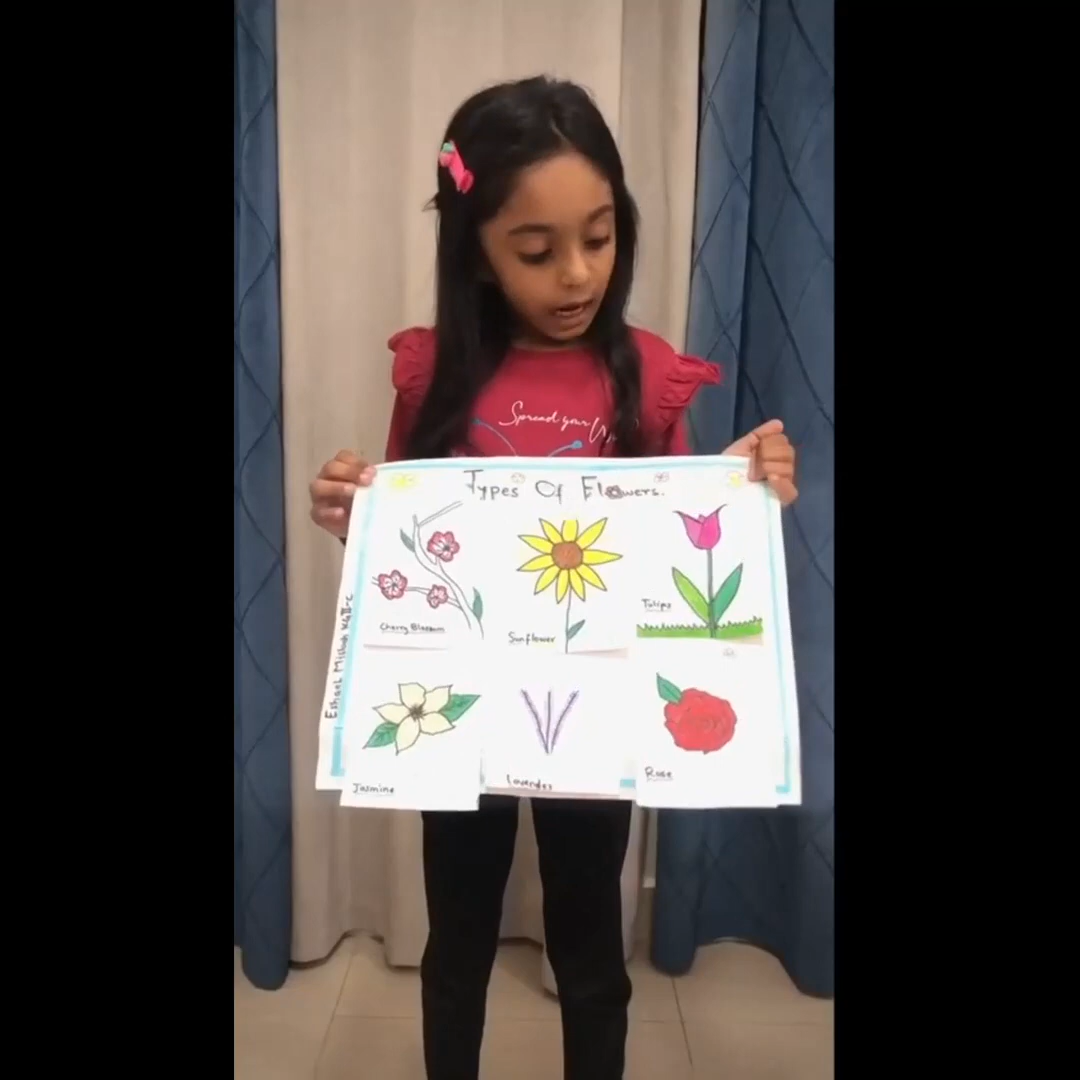 Spread your
Types Of Flowers.
Cherry Blossom
Sunflower
Tulips
Jasmine
Lavender
Rose